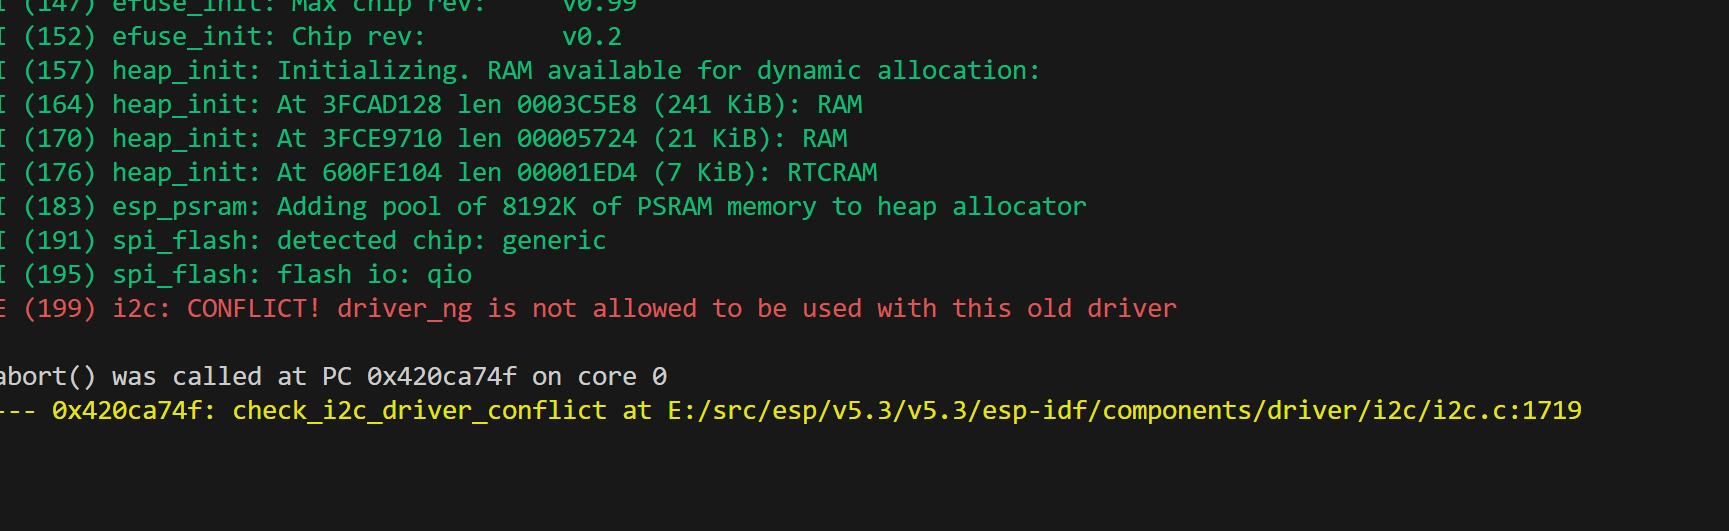 I (147) efuse_init: Max chip rev: v0.99
I (152) efuse_init: Chip rev: v0.2
I (157) heap_init: Initializing. RAM available for dynamic allocation:
I (164) heap_init: At 3FCAD128 len 0003C5E8 (241 KiB): RAM
I (170) heap_init: At 3FCE9710 len 00005724 (21 KiB): RAM
I (176) heap_init: At 600FE104 len 00001ED4 (7 KiB): RTCRAM
I (183) esp_psram: Adding pool of 8192K of PSRAM memory to heap allocator
I (191) spi_flash: detected chip: generic
I (195) spi_flash: flash io: qio
E (199) i2c: CONFLICT! driver_ng is not allowed to be used with this old driver
abort() was called at PC 0x420ca74f on core 0
--- 0x420ca74f: check_i2c_driver_conflict at E:/src/esp/v5.3/v5.3/esp-idf/components/driver/i2c/i2c.c:1719